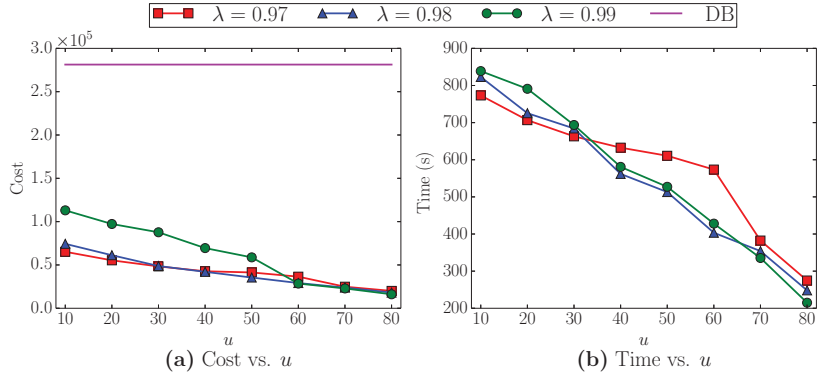 λ = 0.97 λ = 0.98 λ = 0.99 DB
×10⁵
3.0
2.5
2.0
1.5
1.0
0.5
0.0
Cost
10 20 30 40 50 60 70 80
u
(a) Cost vs. u
900
800
700
600
500
400
300
200
Time (s)
10 20 30 40 50 60 70 80
u
(b) Time vs. u